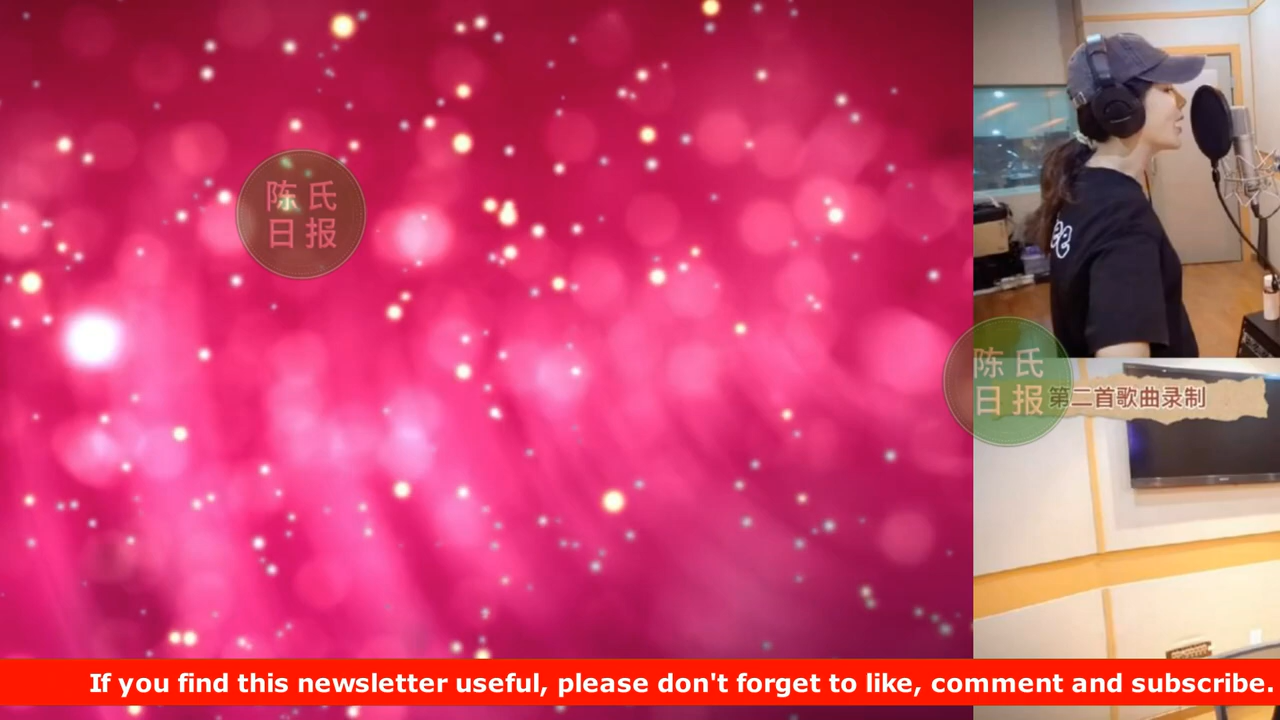 陈氏
日报
陈氏
日报
第二首歌曲录制
If you find this newsletter useful, please don't forget to like, comment and subscribe.